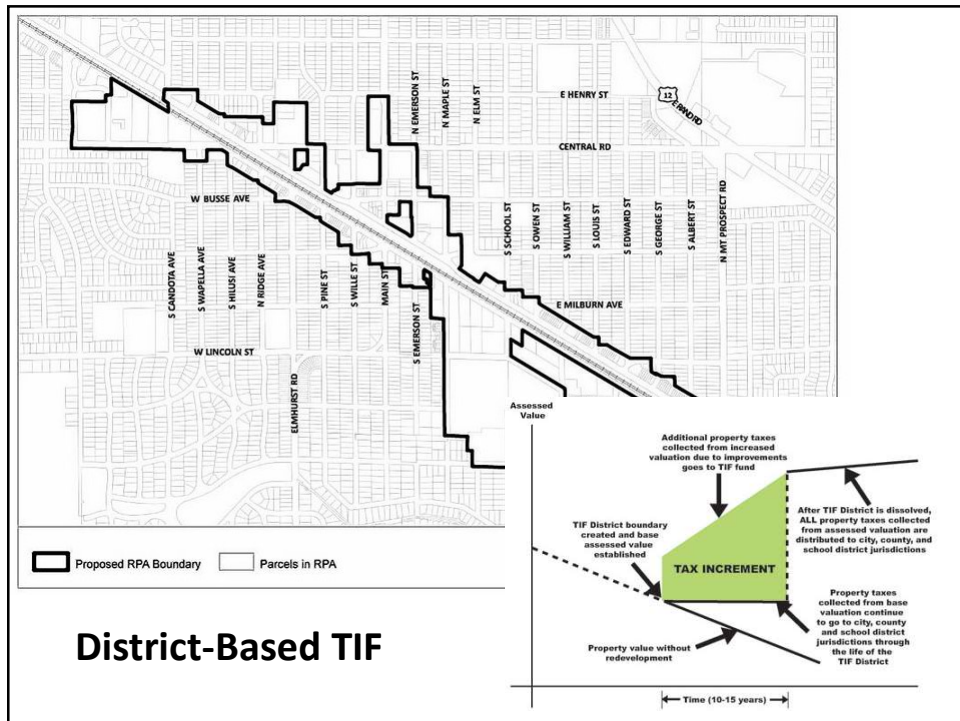 N EMERSON ST
N MAPLE ST
N ELM ST
E HENRY ST
12
E RAND RD
CENTRAL RD
W BUSSE AVE
S SCHOOL ST
S OWEN ST
S WILLIAM ST
S LOUIS ST
S EDWARD ST
S GEORGE ST
S ALBERT ST
N MT PROSPECT RD
S CANDOTA AVE
S WAPELLA AVE
S HILUSI AVE
N RIDGE AVE
S PINE ST
S WILLE ST
MAIN ST
S EMERSON ST
E MILBURN AVE
W LINCOLN ST
ELMHURST RD
Proposed RPA Boundary
Parcels in RPA
District-Based TIF
Assessed
Value
Additional property taxes
collected from increased
valuation due to improvements
goes to TIF fund
TIF District boundary
created and base
assessed value
established
TAX INCREMENT
After TIF District is dissolved,
ALL property taxes collected
from assessed valuation are
distributed to city, county, and
school district jurisdictions
Property taxes
collected from base
valuation continue
to go to city, county
and school district
jurisdictions through
the life of the
TIF District
Property value without
redevelopment
Time (10-15 years)